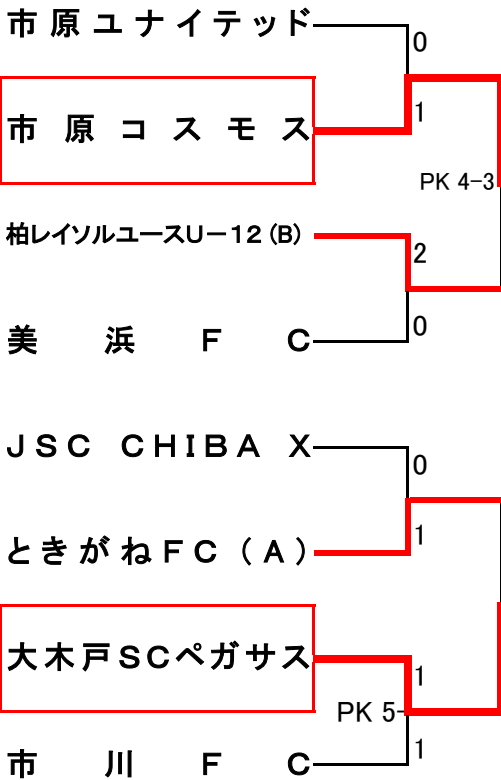 市原ユナイテッド
0
市原コスモス
1
PK 4-3
柏レイソルユースU－12(B)
2
美浜FC
0
JSC CHIBA X
0
ときがねFC(A)
1
大木戸SCペガサス
1
PK 5-
市川FC
1